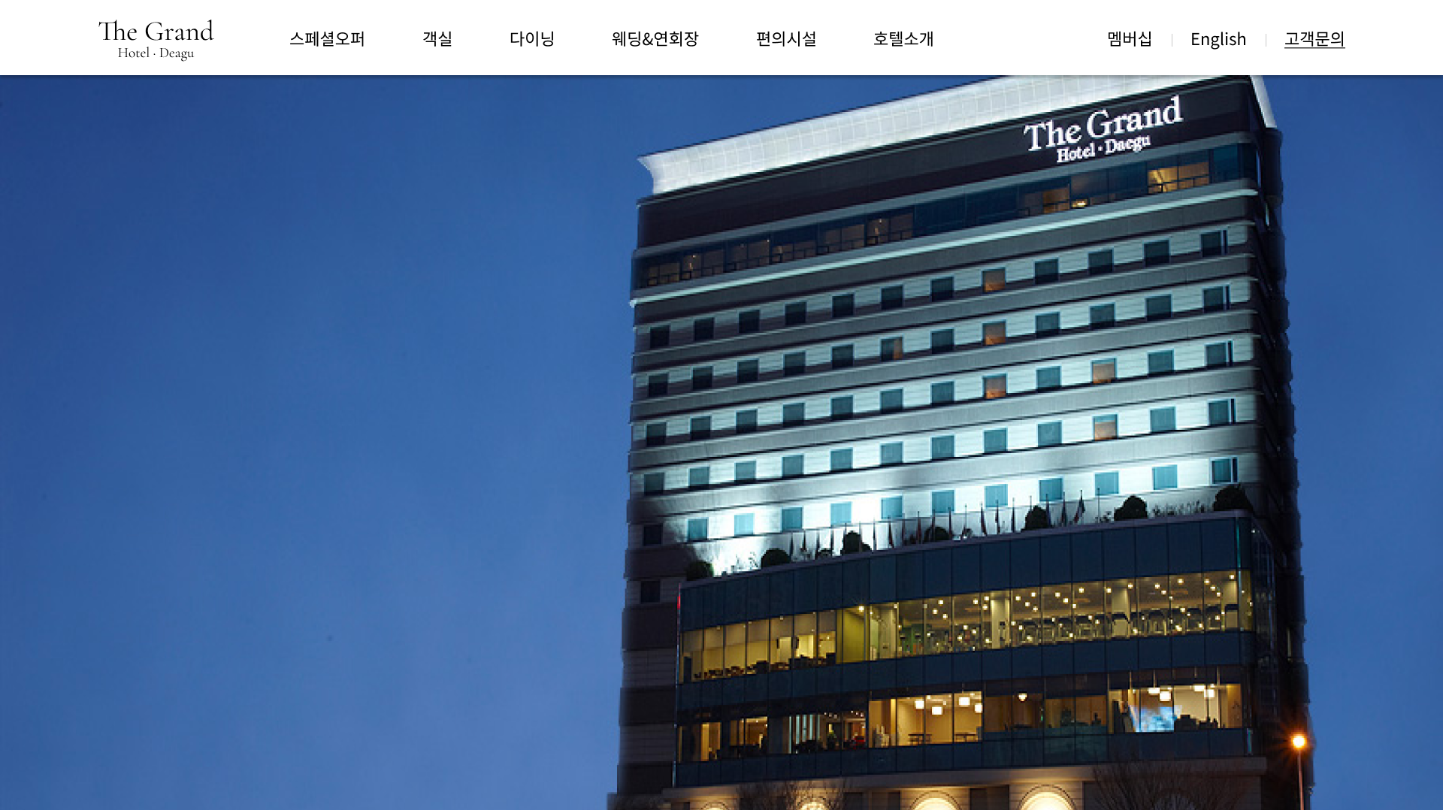 The Grand
Hotel · Deagu
스페셜오퍼
객실
다이닝
웨딩&연회장
편의시설
호텔소개
멤버십
English
고객문의
The Grand
Hotel · Daegu